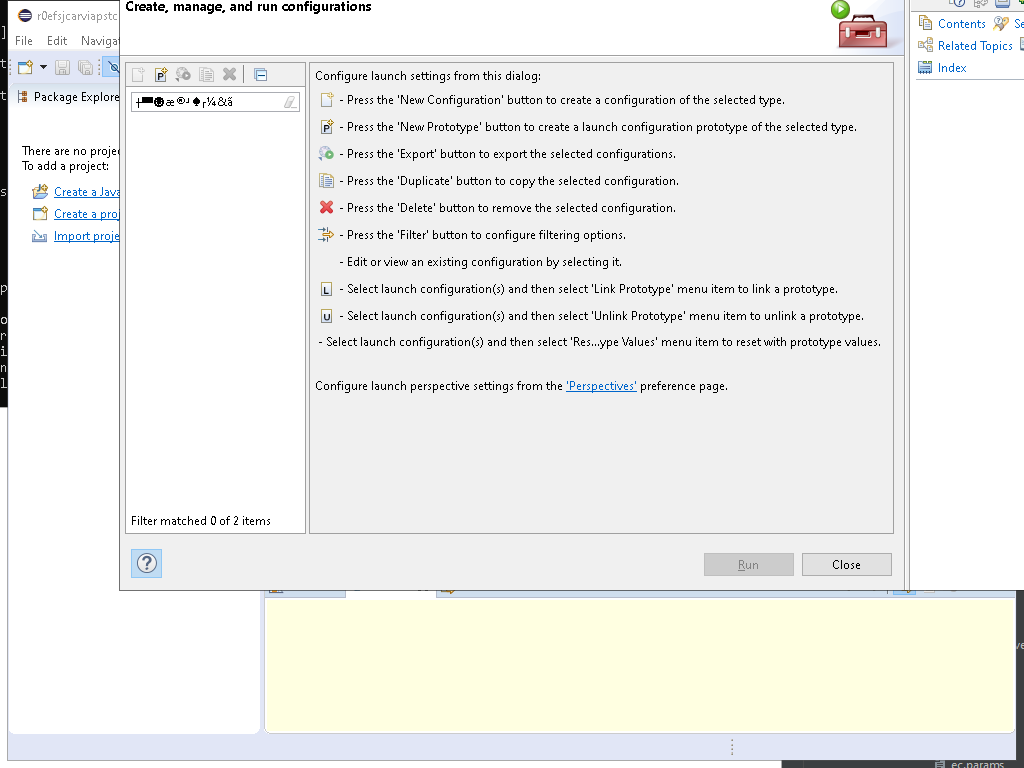 Create, manage, and run configurations
r0efsjcarviapstc
File Edit Navigat
Package Explore
There are no projec
To add a project:
Create a Java
Create a proj
Import proje
Configure launch settings from this dialog:
- Press the 'New Configuration' button to create a configuration of the selected type.
- Press the 'New Prototype' button to create a launch configuration prototype of the selected type.
- Press the 'Export' button to export the selected configurations.
- Press the 'Duplicate' button to copy the selected configuration.
- Press the 'Delete' button to remove the selected configuration.
- Press the 'Filter' button to configure filtering options.
- Edit or view an existing configuration by selecting it.
L - Select launch configuration(s) and then select 'Link Prototype' menu item to link a prototype.
U - Select launch configuration(s) and then select 'Unlink Prototype' menu item to unlink a prototype.
- Select launch configuration(s) and then select 'Res...ype Values' menu item to reset with prototype values.
Configure launch perspective settings from the 'Perspectives' preference page.
Filter matched 0 of 2 items
Run
Close
Contents
Se
Related Topics
Index
ec.params